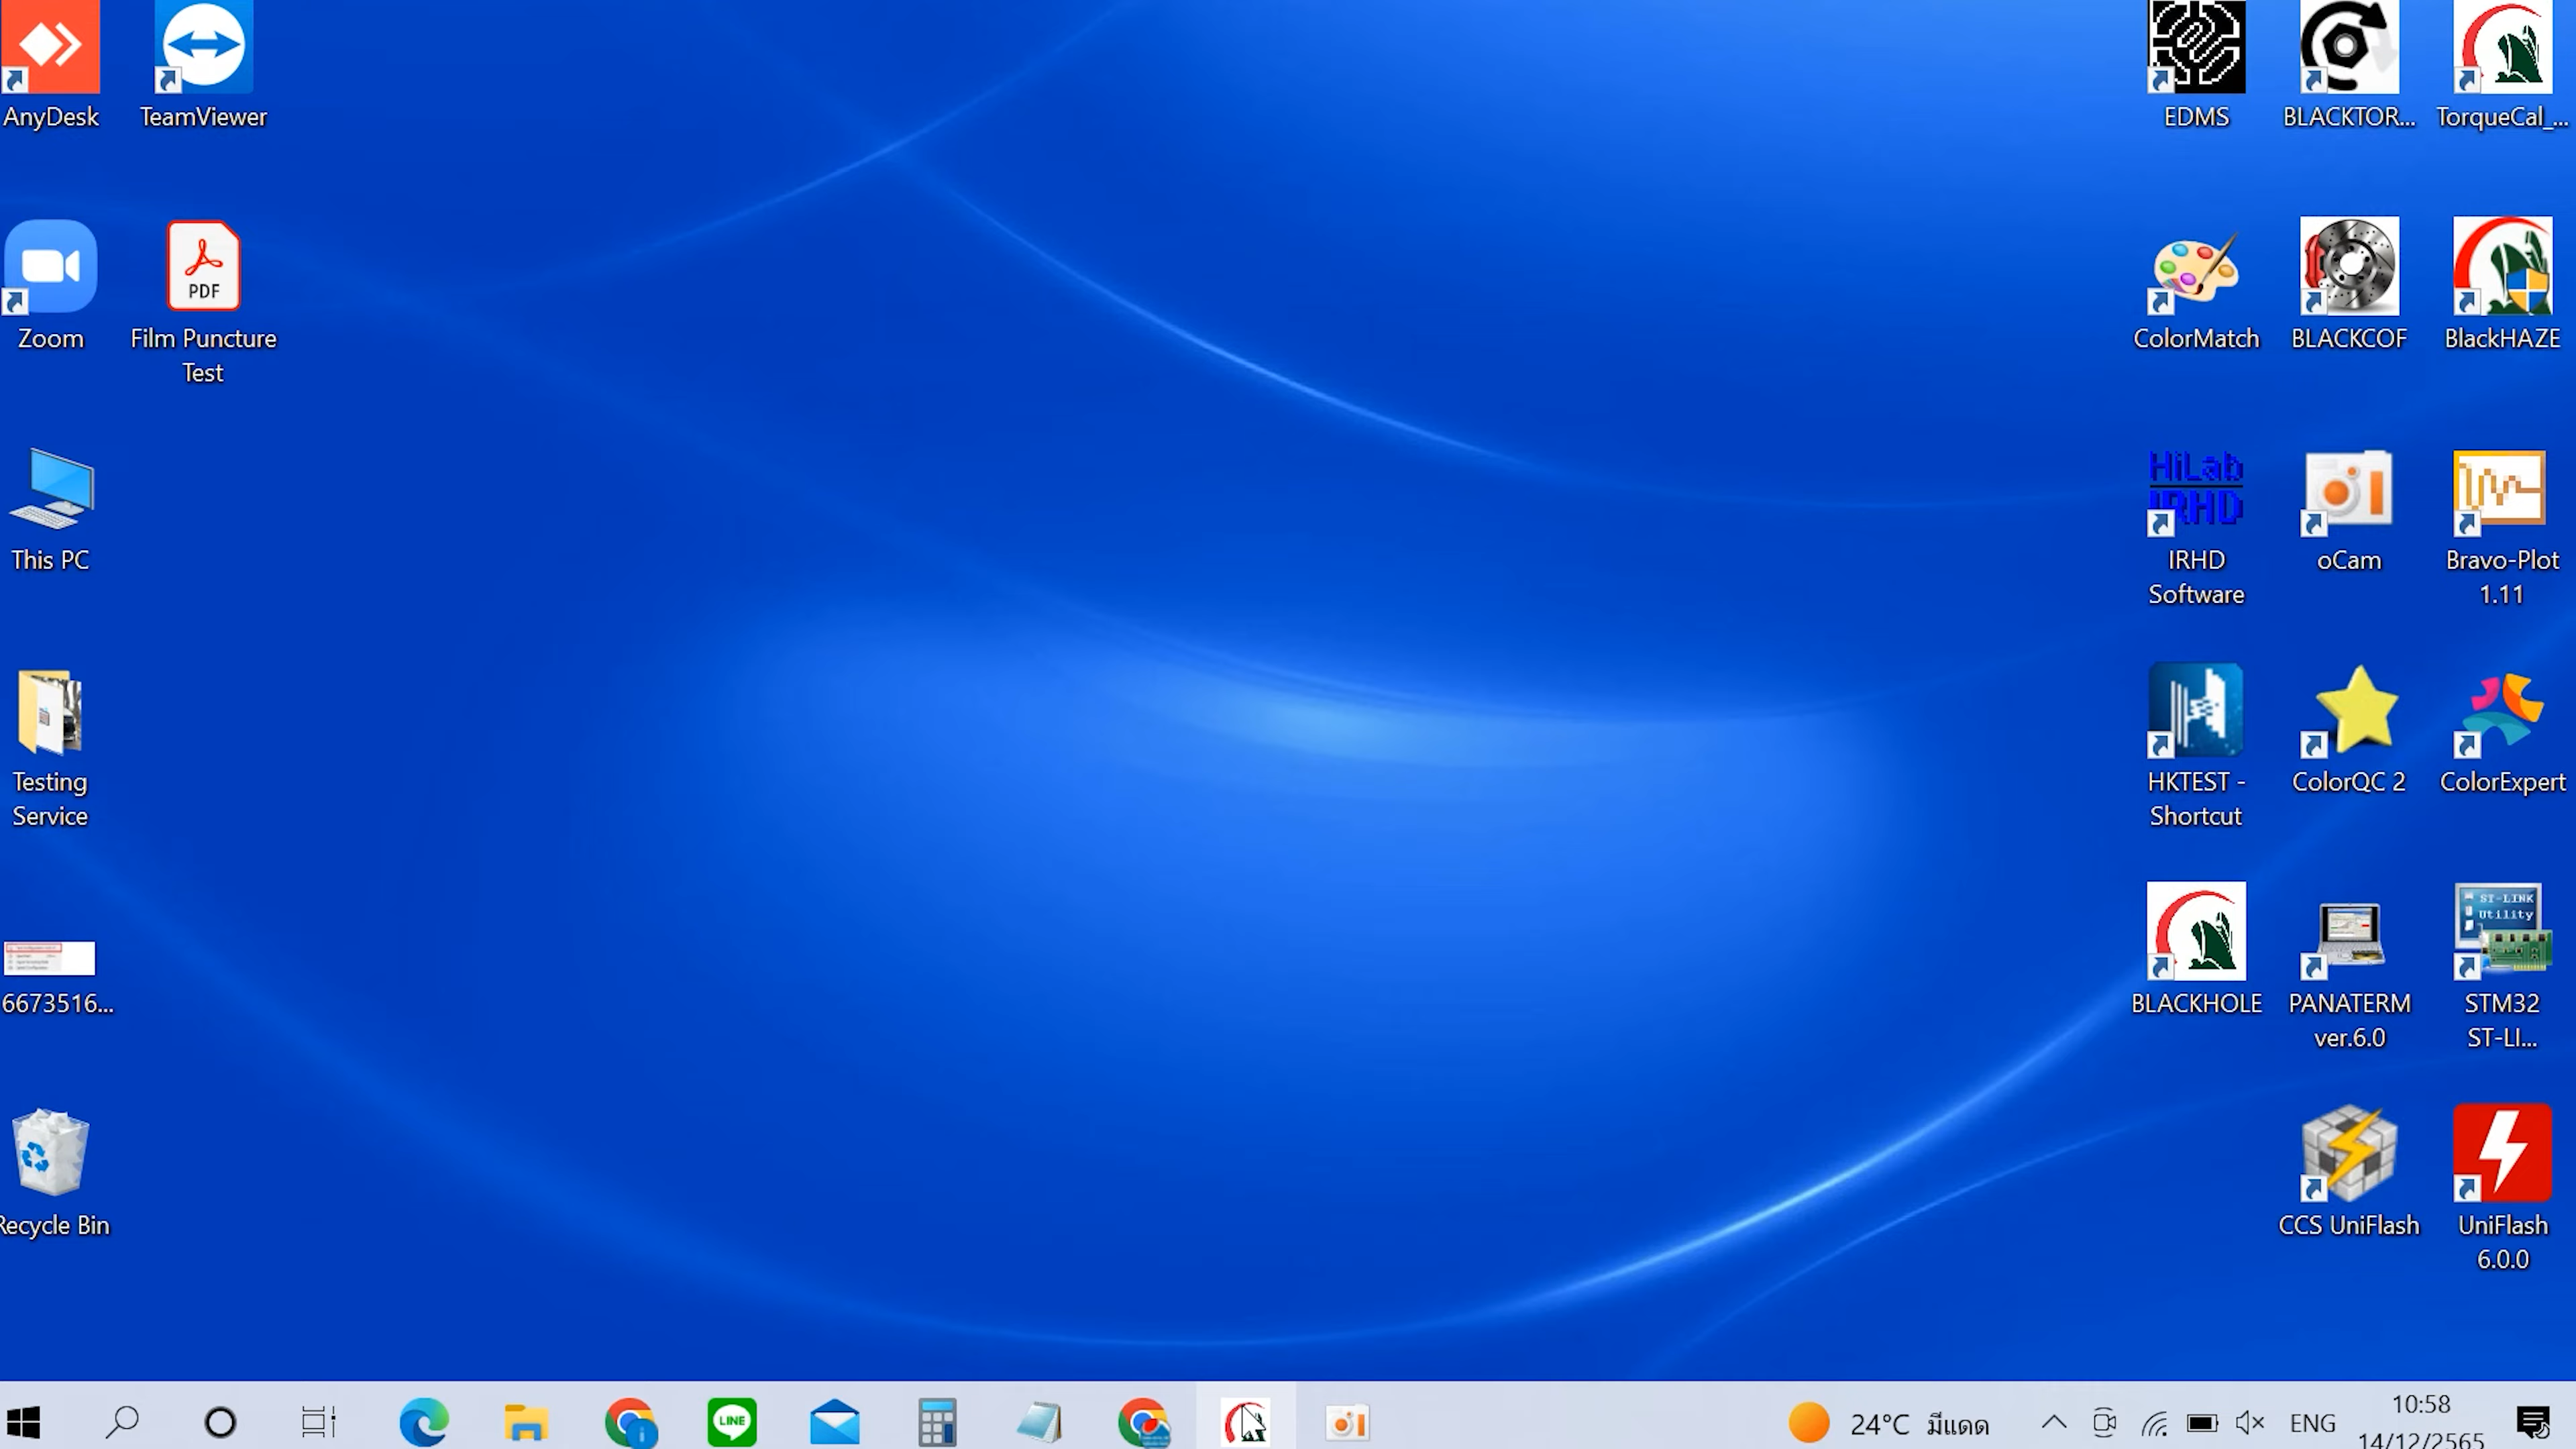 AnyDesk
TeamViewer
EDMS
BLACKTOR...
TorqueCal_...
PDF
Zoom
Film Puncture
Test
ColorMatch
BLACKCOF
BlackHAZE
HiLab
IRHD
This PC
IRHD
Software
oCam
Bravo-Plot
1.11
Testing
Service
HKTEST -
Shortcut
ColorQC 2
ColorExpert
ST-LINK
Utility
6673516...
BLACKHOLE
PANATERM
ver.6.0
STM32
ST-LI...
Recycle Bin
CCS UniFlash
UniFlash
6.0.0
LINE
24°C มีแดด
ENG
10:58
14/12/2565